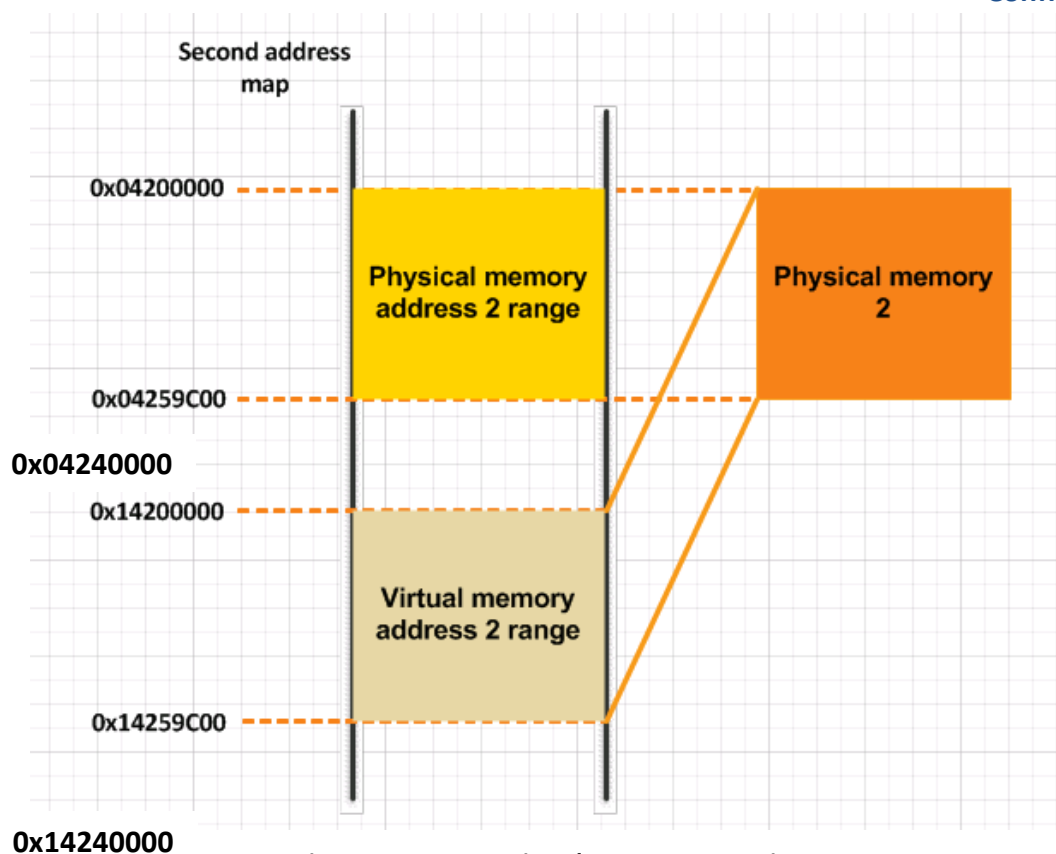 Second address
map
0x04200000
Physical memory
address 2 range
Physical memory
2
0x04259C00
0x04240000
0x14200000
Virtual memory
address 2 range
0x14259C00
0x14240000